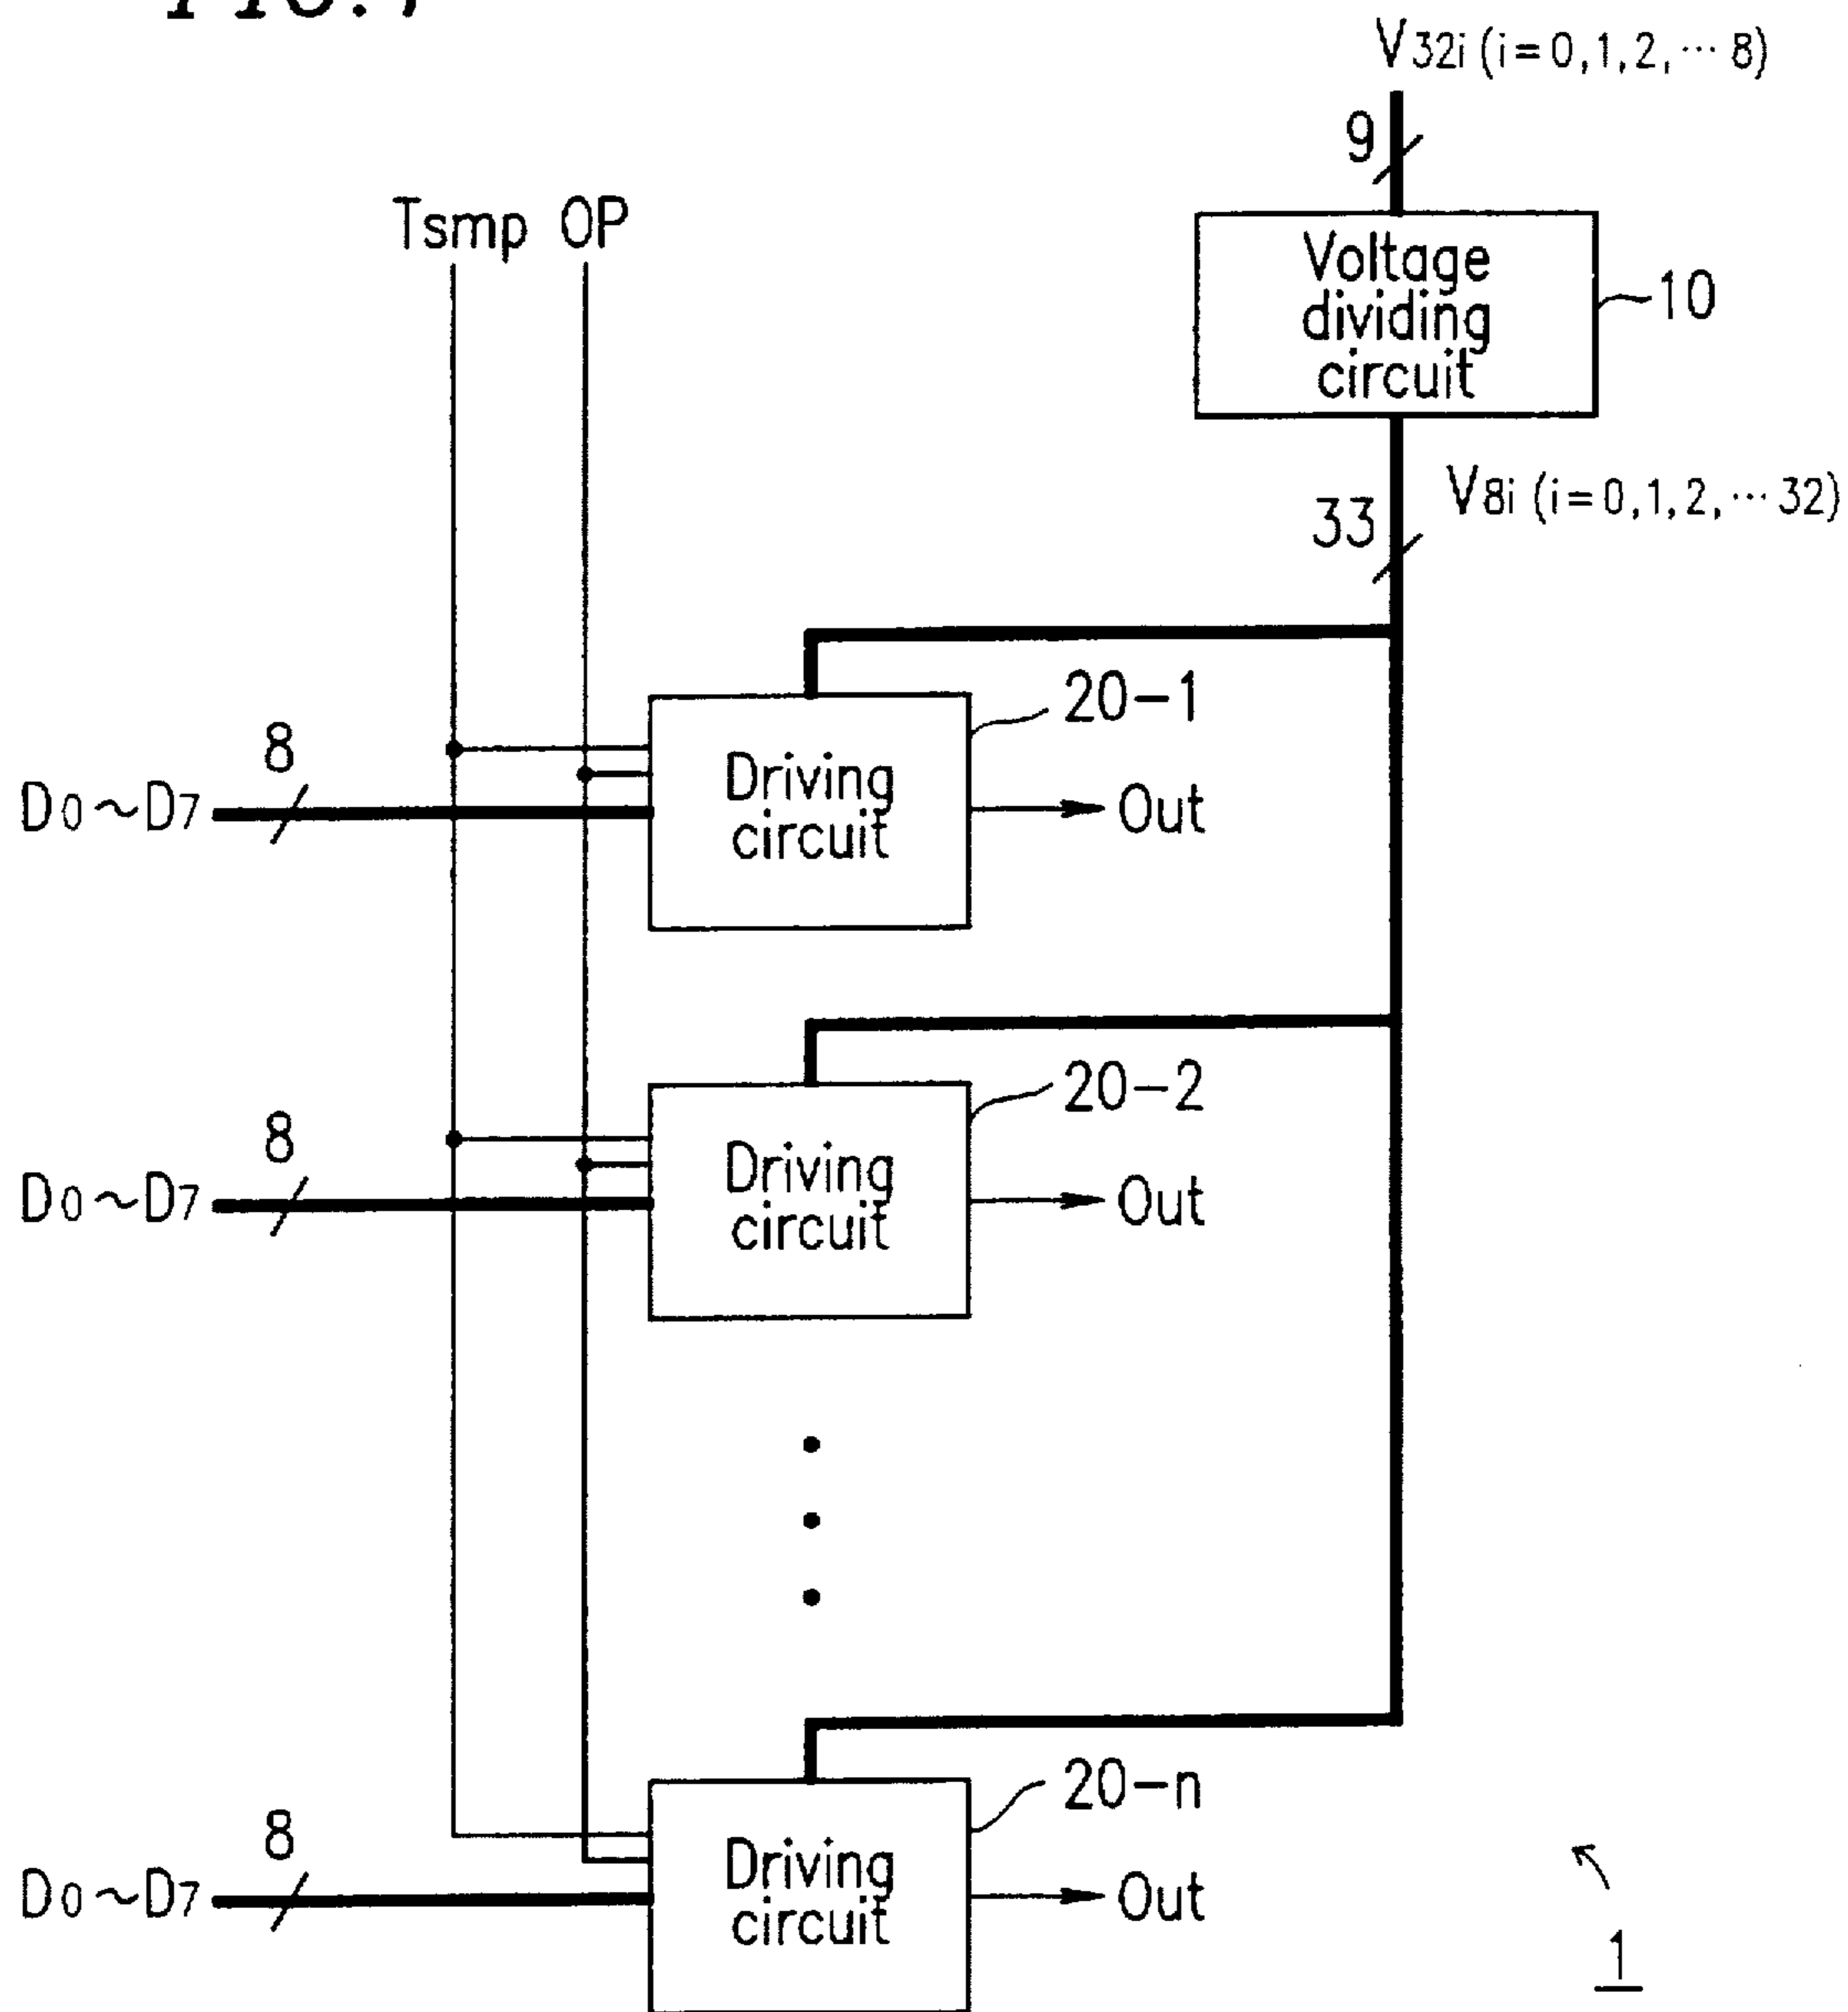 FIG. 7
V32i (i=0,1,2,⋯8)
9
Tsmp OP
Voltage
dividing
circuit
10
V8i (i=0,1,2,⋯32)
33
20-1
8
D0~D7
Driving
circuit
Out
20-2
8
D0~D7
Driving
circuit
Out
20-n
8
D0~D7
Driving
circuit
Out
1